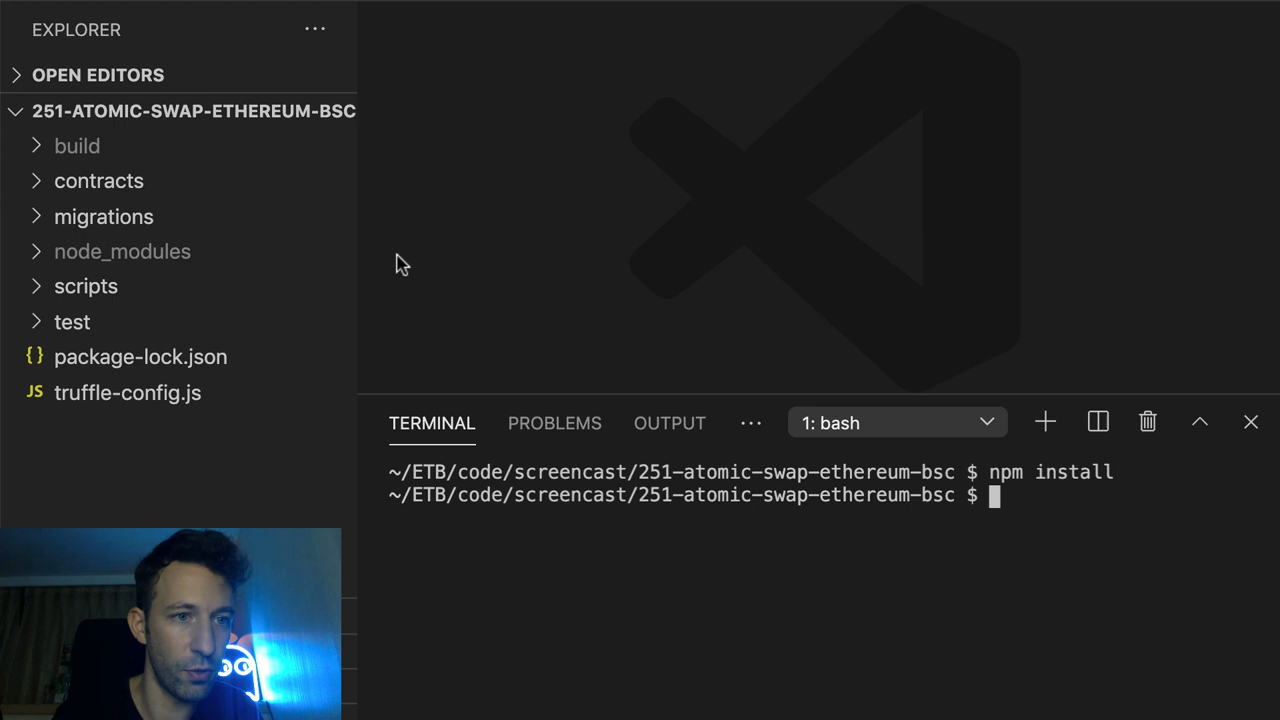 EXPLORER
OPEN EDITORS
251-ATOMIC-SWAP-ETHEREUM-BSC
build
contracts
migrations
node_modules
scripts
test
{} package-lock.json
JS truffle-config.js
TERMINAL PROBLEMS OUTPUT ... 1: bash
~/ETB/code/screencast/251-atomic-swap-ethereum-bsc $ npm install
~/ETB/code/screencast/251-atomic-swap-ethereum-bsc $